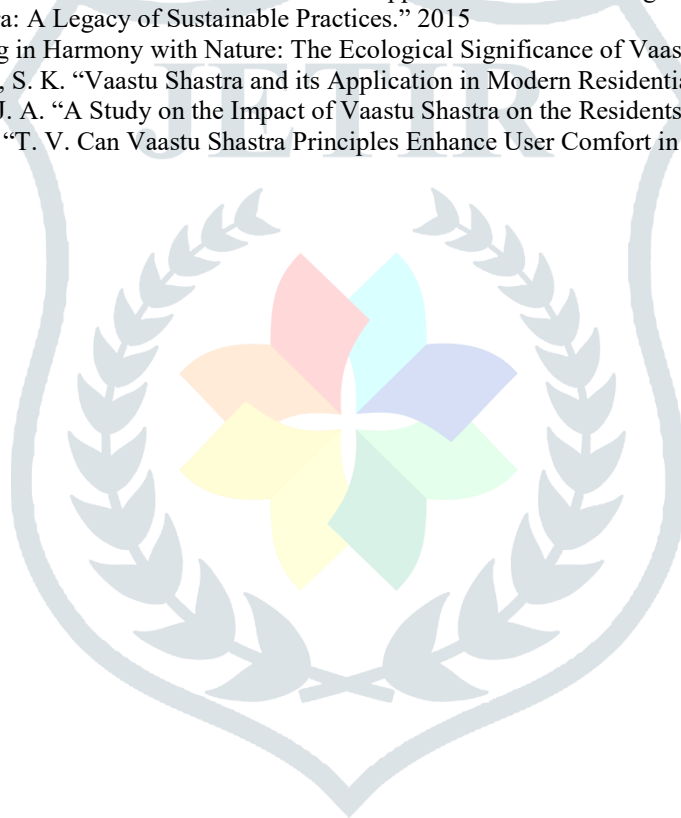 ra: A Legacy of Sustainable Practices.” 2015
g in Harmony with Nature: The Ecological Significance of Vaas
, S. K. “Vaastu Shastra and its Application in Modern Residentia
J. A. “A Study on the Impact of Vaastu Shastra on the Residents
“T. V. Can Vaastu Shastra Principles Enhance User Comfort in
JETIR